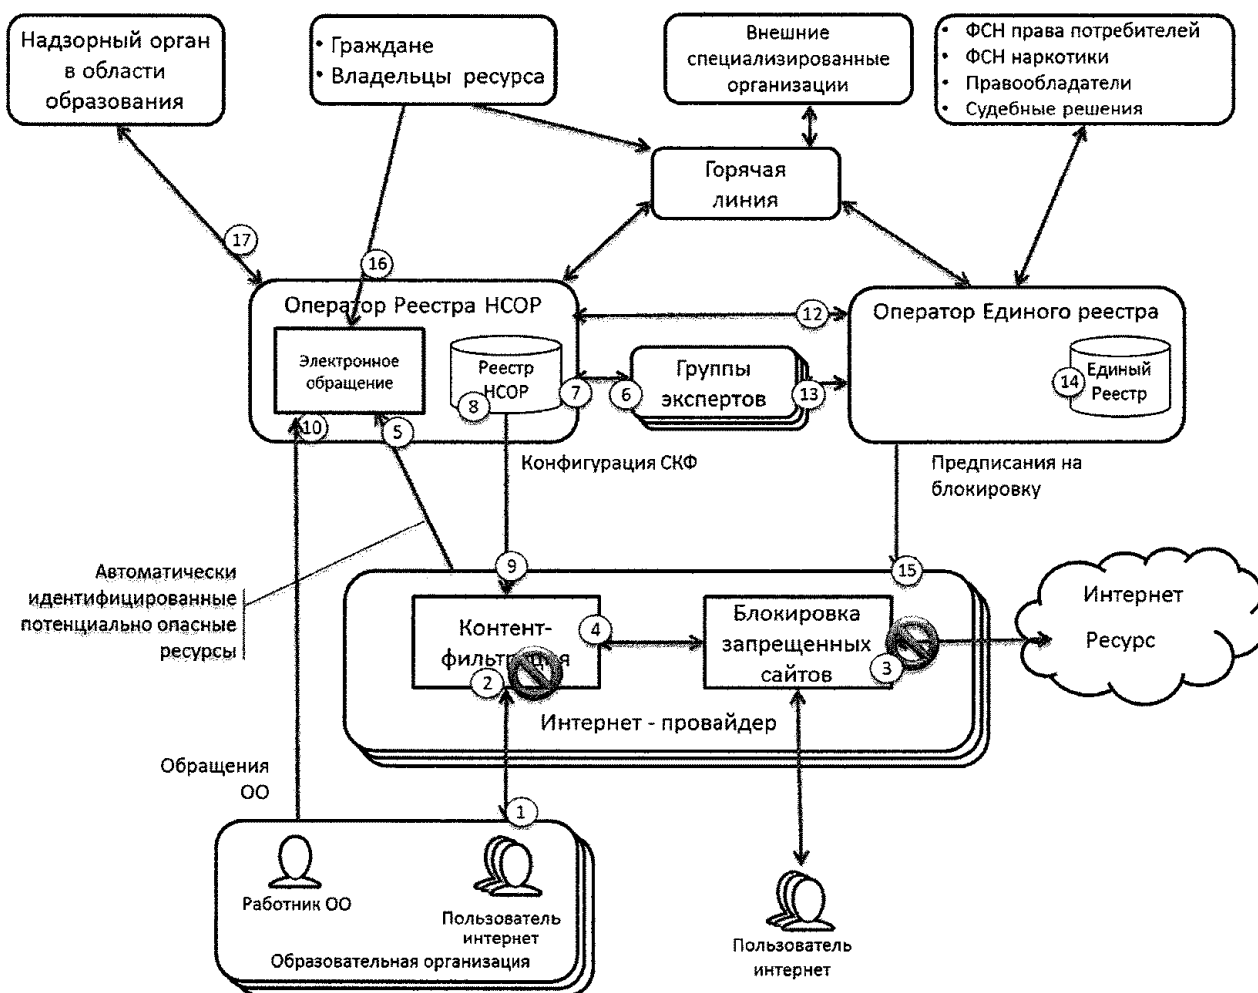 Надзорный орган
в области
образования
• Граждане
• Владельцы ресурса
Внешние
специализированные
организации
• ФСН права потребителей
• ФСН наркотики
• Правообладатели
• Судебные решения
Горячая
линия
17
16
Оператор Реестра НСОР
12
Оператор Единого реестра
Электронное
обращение
Реестр
НСОР
8
7
6
Группы
экспертов
13
14
Единый
Реестр
10
5
Конфигурация СКФ
Предписания на
блокировку
Автоматически
идентифицированные
потенциально опасные
ресурсы
9
15
Контент-
фильтрация
4
2
Блокировка
запрещенных
сайтов
3
Интернет
Ресурс
Интернет - провайдер
Обращения
ОО
1
Работник ОО
Пользователь
интернет
Образовательная организация
Пользователь
интернет